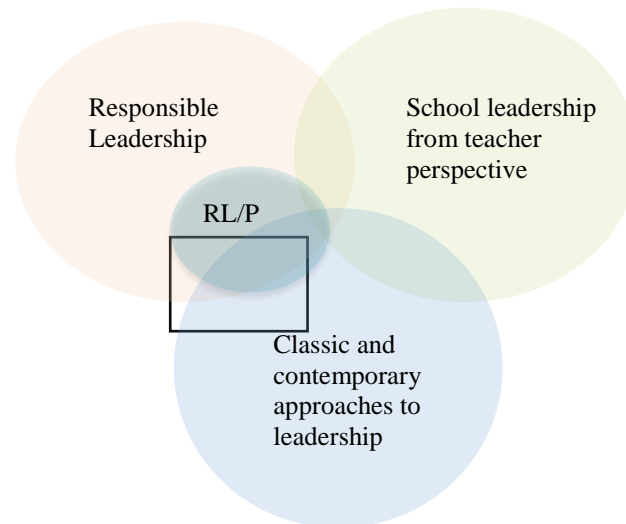 Responsible
Leadership
School leadership
from teacher
perspective
RL/P
Classic and
contemporary
approaches to
leadership